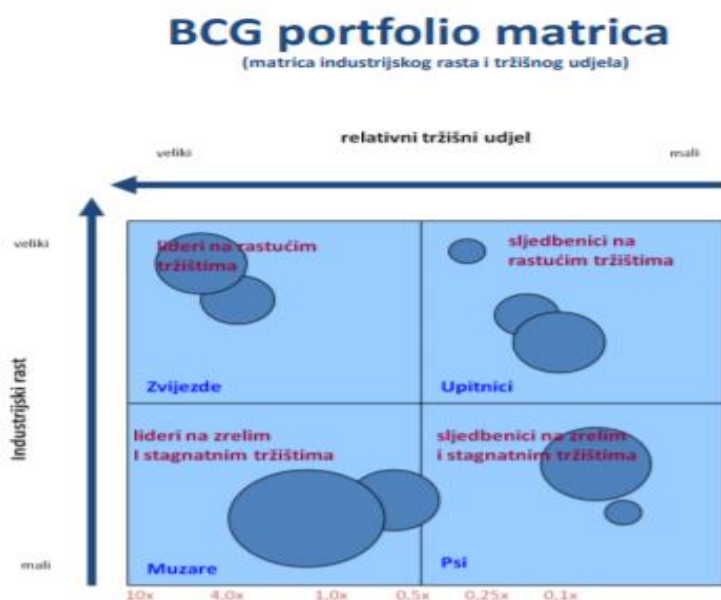 BCG portfolio matrica
(matrica industrijskog rasta i tržišnog udjela)
relativni tržišni udjel
veliki
mali
veliki
lideri na rastućim
tržištima
sljedbenici na
rastućim tržištima
Zvijezde
Upitnici
Industrijski rast
lideri na zrelim
I stagnatnim tržištima
sljedbenici na zrelim
i stagnatnim tržištima
mali
Muzare
Psi
10x 4.0x 1.0x 0.5x 0.25x 0.1x